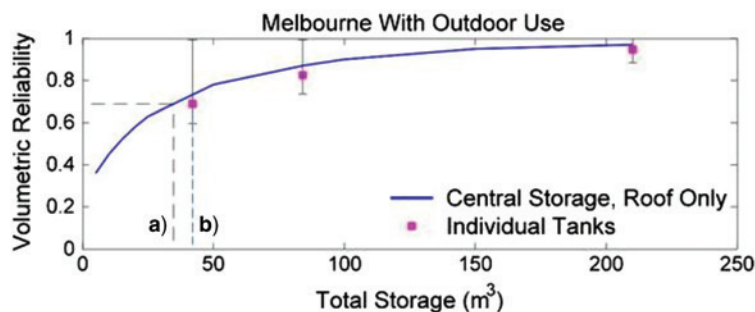 Melbourne With Outdoor Use
Volumetric Reliability
1
0.8
0.6
0.4
0.2
0
a)
b)
Central Storage, Roof Only
Individual Tanks
0 50 100 150 200 250
Total Storage (m³)